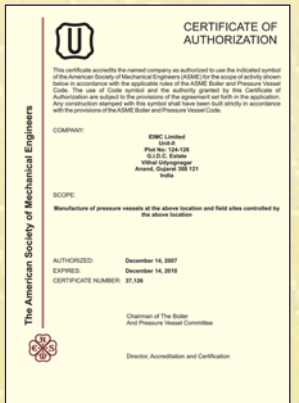 U
CERTIFICATE OF
AUTHORIZATION
This certificate accredits the named company as authorized to use the indicated symbol
of the American Society of Mechanical Engineers (ASME) for the scope of activity shown
below in accordance with the applicable rules of the ASME Boiler and Pressure Vessel
Code. The use of Code symbol and the authority granted by this Certificate of
Authorization are subject to the provisions of the agreement set forth in the application.
Any construction stamped with this symbol shall have been built strictly in accordance
with the provisions of the ASME Boiler and Pressure Vessel Code.
COMPANY:
IDMC Limited
Unit-II
Plot No: 124-128
G.I.D.C. Estate
Vithal Udyognagar
Anand, Gujarat 388 121
India
SCOPE:
Manufacture of pressure vessels at the above location and field sites controlled by
the above location
AUTHORIZED: December 14, 2007
EXPIRES: December 14, 2010
CERTIFICATE NUMBER: 37,126
Chairman of The Boiler
And Pressure Vessel Committee
Director, Accreditation and Certification
The American Society of Mechanical Engineers